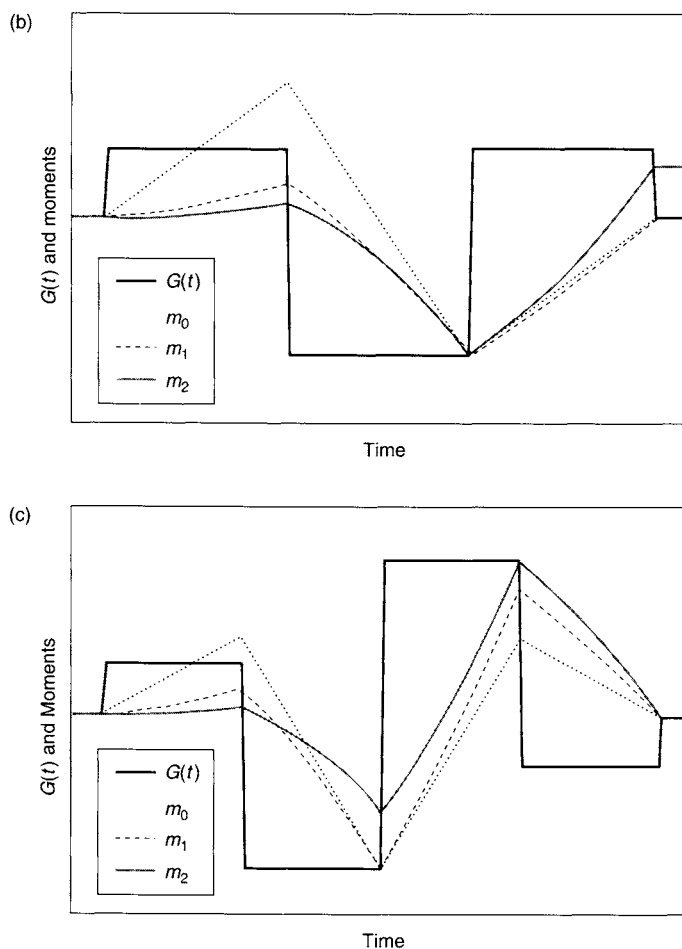 (b)
G(t) and moments
G(t)
m₀
m₁
m₂
Time
(c)
G(t) and Moments
G(t)
m₀
m₁
m₂
Time